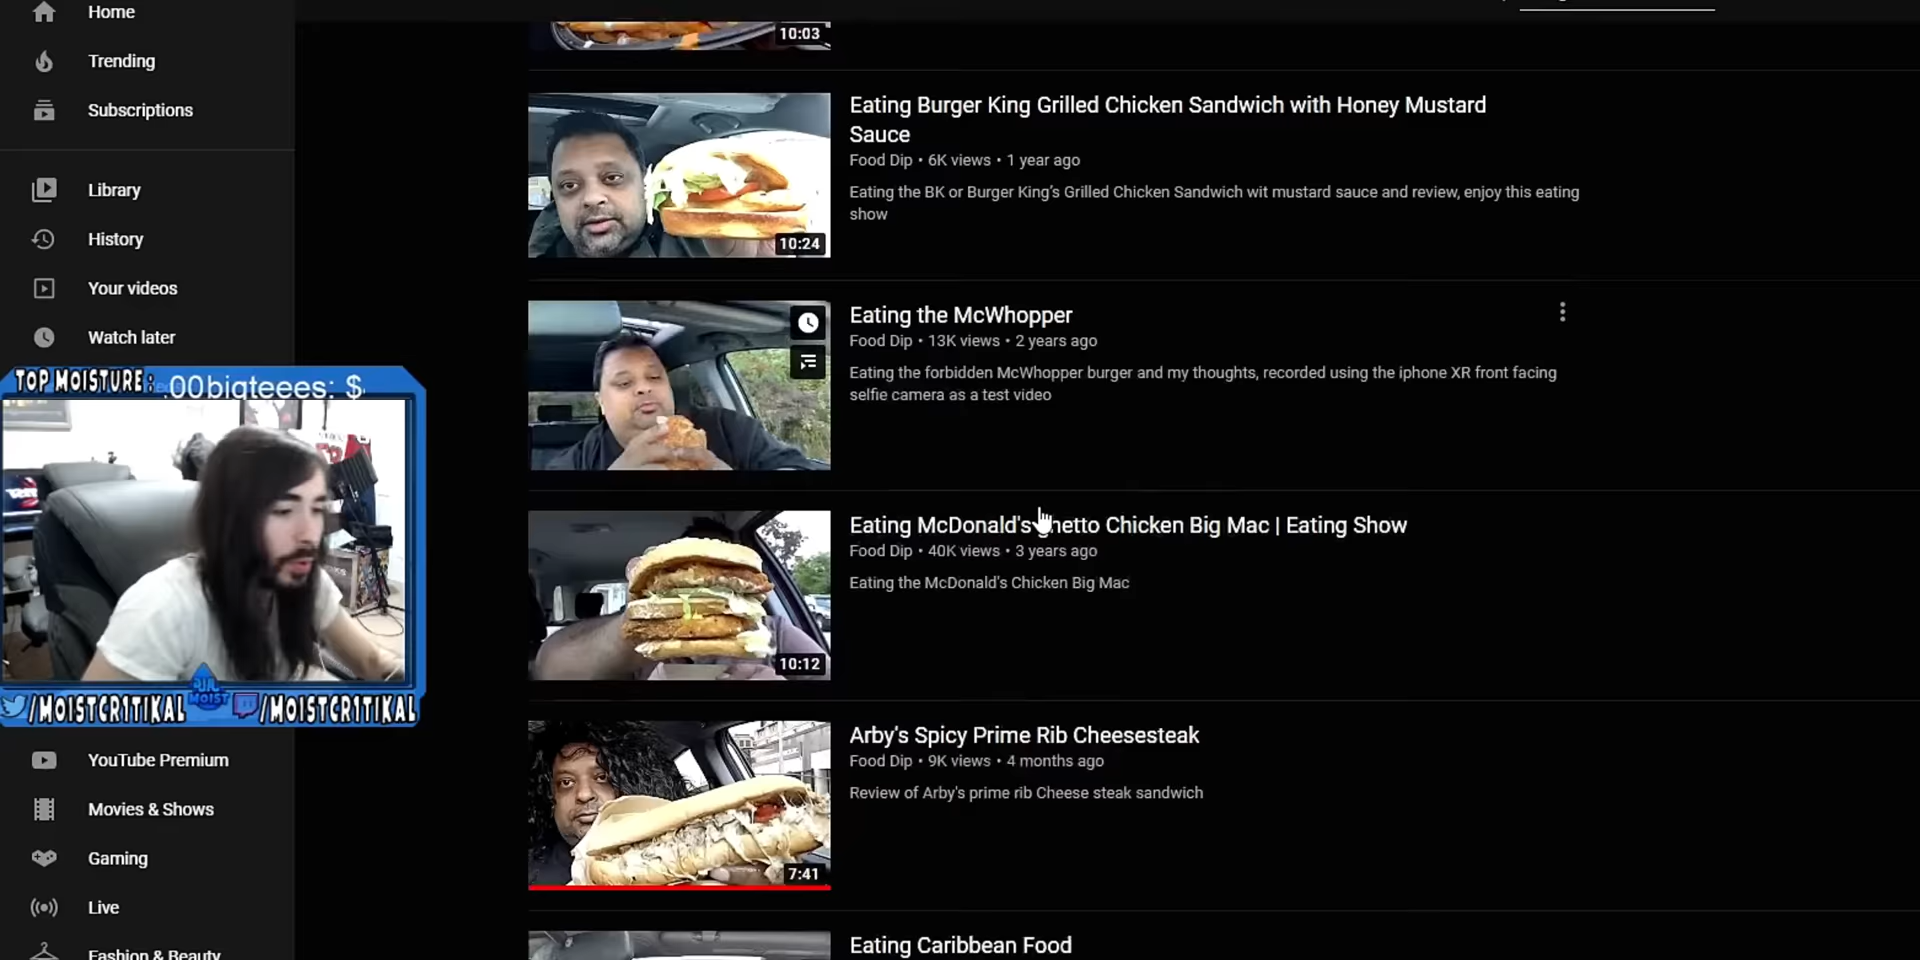 Home
Trending
Subscriptions
Library
History
Your videos
Watch later
TOP MOISTURE:
.00bigteees: $
BIG
MOIST
/MOISTCR1TIKAL
/MOISTCR1TIKAL
YouTube Premium
Movies & Shows
Gaming
Live
Fashion & Beauty
10:03
Eating Burger King Grilled Chicken Sandwich with Honey Mustard
Sauce
Food Dip • 6K views • 1 year ago
Eating the BK or Burger King's Grilled Chicken Sandwich wit mustard sauce and review, enjoy this eating
show
10:24
Eating the McWhopper
Food Dip • 13K views • 2 years ago
Eating the forbidden McWhopper burger and my thoughts, recorded using the iphone XR front facing
selfie camera as a test video
Eating McDonald's hetto Chicken Big Mac | Eating Show
Food Dip • 40K views • 3 years ago
Eating the McDonald's Chicken Big Mac
10:12
Arby's Spicy Prime Rib Cheesesteak
Food Dip • 9K views • 4 months ago
Review of Arby's prime rib Cheese steak sandwich
7:41
Eating Caribbean Food